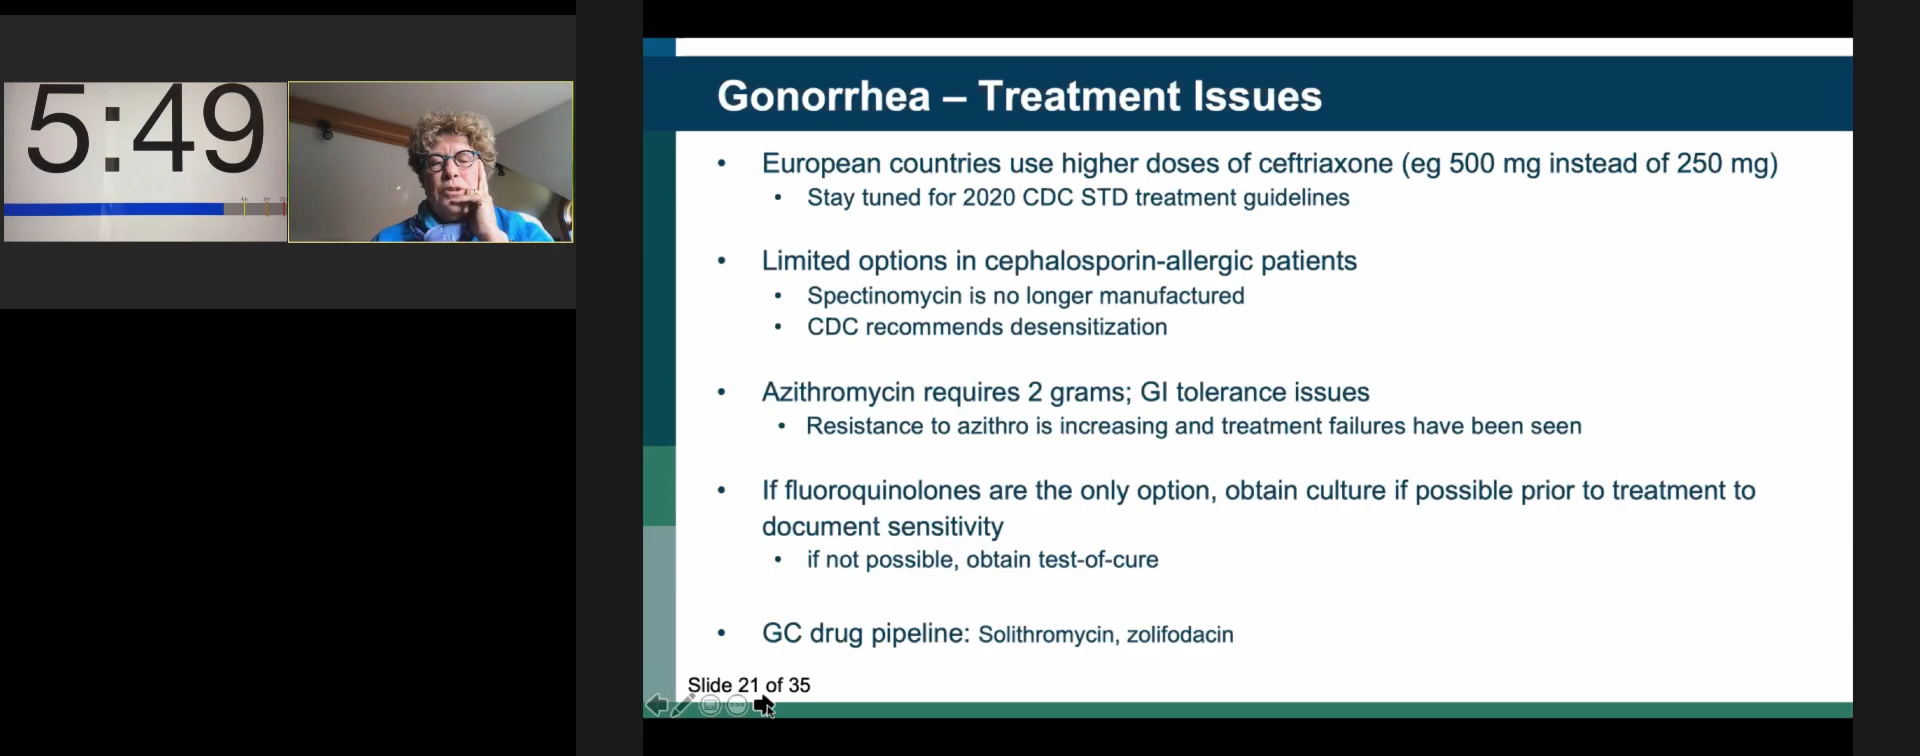 5:49
Gonorrhea – Treatment Issues
• European countries use higher doses of ceftriaxone (eg 500 mg instead of 250 mg)
• Stay tuned for 2020 CDC STD treatment guidelines
• Limited options in cephalosporin-allergic patients
• Spectinomycin is no longer manufactured
• CDC recommends desensitization
• Azithromycin requires 2 grams; GI tolerance issues
• Resistance to azithro is increasing and treatment failures have been seen
• If fluoroquinolones are the only option, obtain culture if possible prior to treatment to
document sensitivity
• if not possible, obtain test-of-cure
• GC drug pipeline: Solithromycin, zolifodacin
Slide 21 of 35